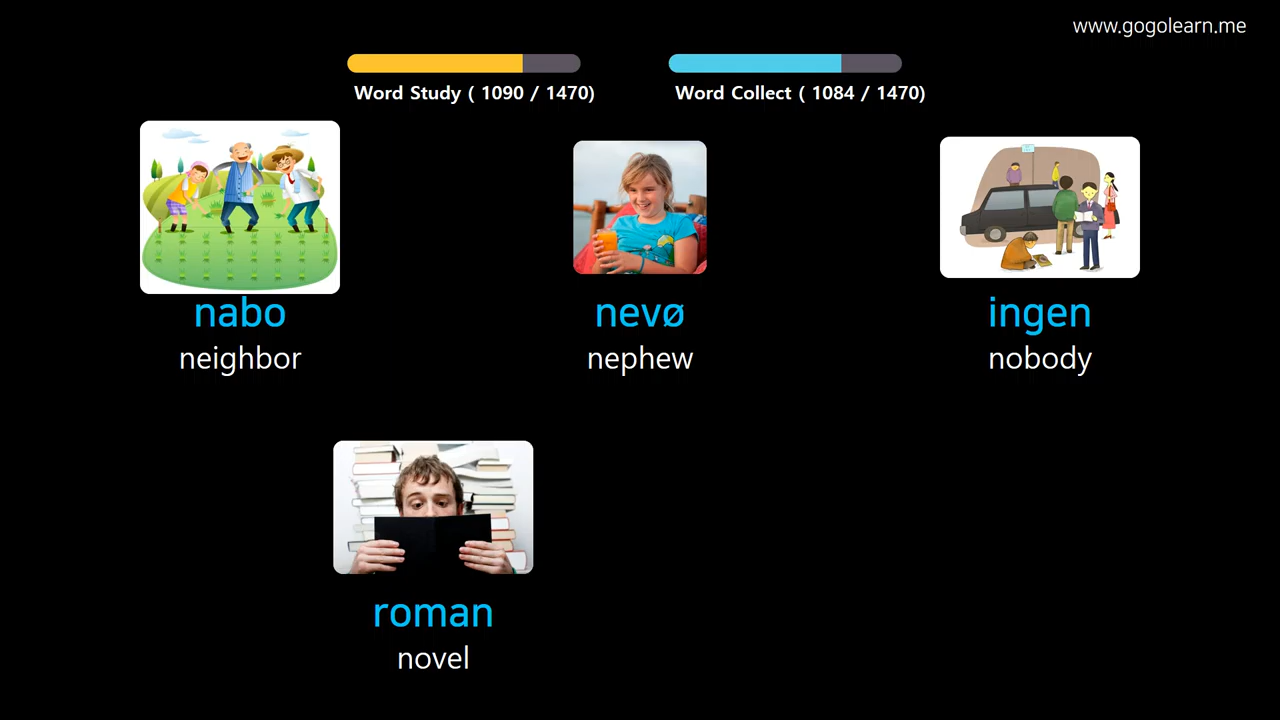 www.gogolearn.me
Word Study ( 1090 / 1470)
Word Collect ( 1084 / 1470)
nabo
neighbor
nevø
nephew
ingen
nobody
roman
novel